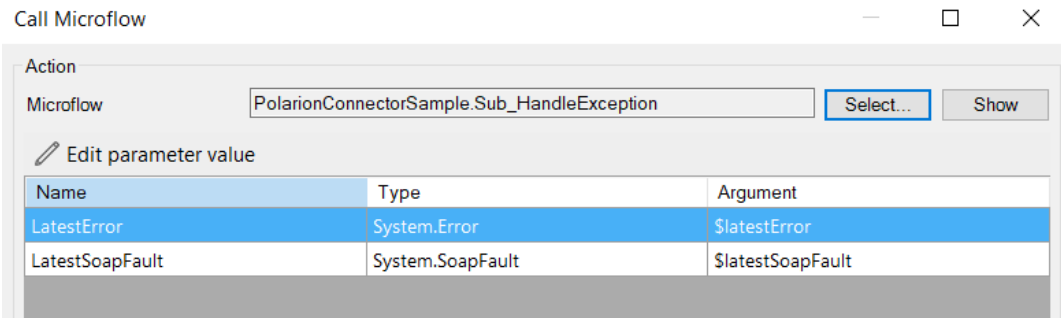 Call Microflow
Action
Microflow PolarionConnectorSample.Sub_HandleException Select... Show
Edit parameter value
Name Type Argument
LatestError System.Error $latestError
LatestSoapFault System.SoapFault $latestSoapFault